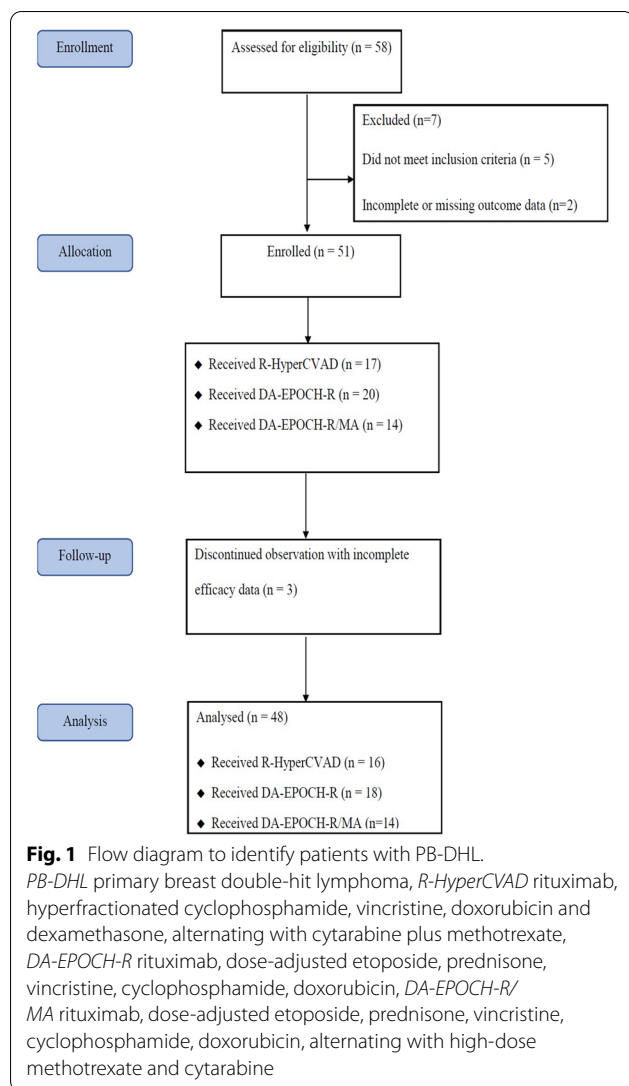 Enrollment
Assessed for eligibility (n = 58)
Excluded (n=7)
Did not meet inclusion criteria (n = 5)
Incomplete or missing outcome data (n=2)
Allocation
Enrolled (n = 51)
◆ Received R-HyperCVAD (n = 17)
◆ Received DA-EPOCH-R (n = 20)
◆ Received DA-EPOCH-R/MA (n = 14)
Follow-up
Discontinued observation with incomplete
efficacy data (n = 3)
Analysis
Analysed (n = 48)
◆ Received R-HyperCVAD (n = 16)
◆ Received DA-EPOCH-R (n = 18)
◆ Received DA-EPOCH-R/MA (n=14)
Fig. 1 Flow diagram to identify patients with PB-DHL.
PB-DHL primary breast double-hit lymphoma, R-HyperCVAD rituximab,
hyperfractionated cyclophosphamide, vincristine, doxorubicin and
dexamethasone, alternating with cytarabine plus methotrexate,
DA-EPOCH-R rituximab, dose-adjusted etoposide, prednisone,
vincristine, cyclophosphamide, doxorubicin, DA-EPOCH-R/
MA rituximab, dose-adjusted etoposide, prednisone, vincristine,
cyclophosphamide, doxorubicin, alternating with high-dose
methotrexate and cytarabine